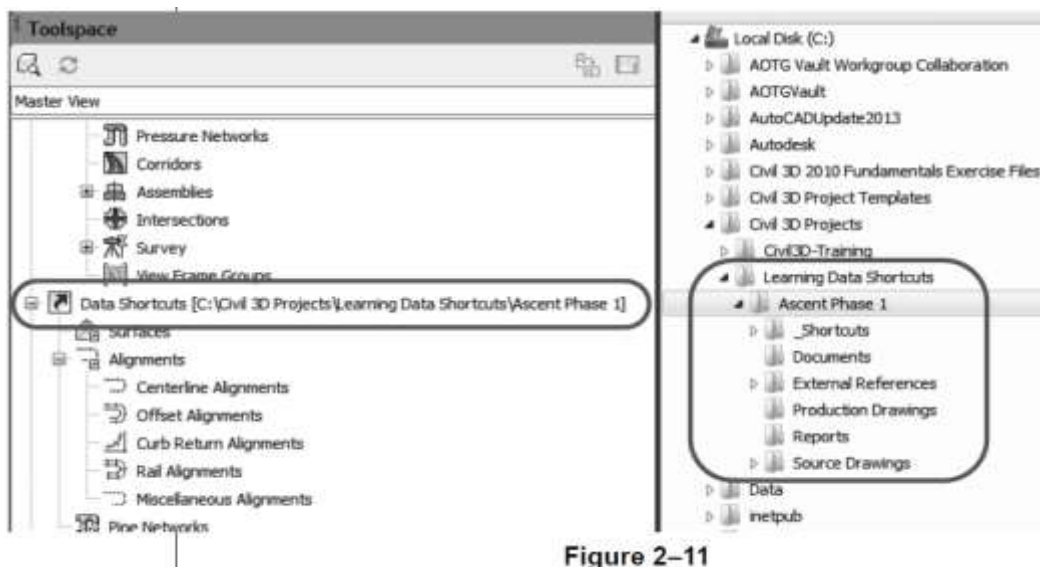 Toolspace
Master View
Pressure Networks
Corridors
Assemblies
Intersections
Survey
View Frame Groups
Data Shortcuts [C:\Civil 3D Projects\Learning Data Shortcuts\Ascent Phase 1]
Surfaces
Alignments
Centerline Alignments
Offset Alignments
Curb Return Alignments
Rail Alignments
Miscellaneous Alignments
Pipe Networks
Local Disk (C:)
AOTG Vault Workgroup Collaboration
AOTGVault
AutoCADUpdate2013
Autodesk
Civil 3D 2010 Fundamentals Exercise Files
Civil 3D Project Templates
Civil 3D Projects
Civil3D-Training
Learning Data Shortcuts
Ascent Phase 1
_Shortcuts
Documents
External References
Production Drawings
Reports
Source Drawings
Data
inetpub
Figure 2–11